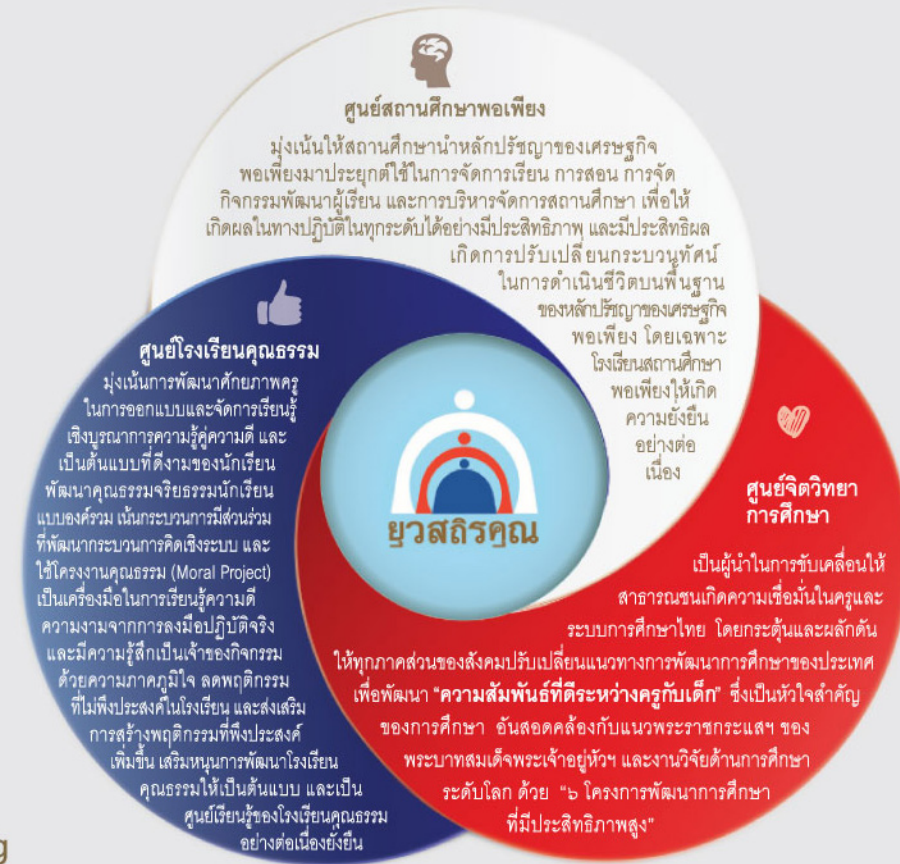 ศูนย์สถานศึกษาพอเพียง
มุ่งเน้นให้สถานศึกษานำหลักปรัชญาของเศรษฐกิจ
พอเพียงมาประยุกต์ใช้ในการจัดการเรียน การสอน การจัด
กิจกรรมพัฒนาผู้เรียน และการบริหารจัดการสถานศึกษา เพื่อให้
เกิดผลในทางปฏิบัติในทุกระดับได้อย่างมีประสิทธิภาพ และมีประสิทธิผล
เกิดการปรับเปลี่ยนกระบวนทัศน์
ในการดำเนินชีวิตบนพื้นฐาน
ของหลักปรัชญาของเศรษฐกิจ
พอเพียง โดยเฉพาะ
โรงเรียนสถานศึกษา
พอเพียงให้เกิด
ความยั่งยืน
อย่างต่อ
เนื่อง
ศูนย์โรงเรียนคุณธรรม
มุ่งเน้นการพัฒนาศักยภาพครู
ในการออกแบบและจัดการเรียนรู้
เชิงบูรณาการความรู้คู่ความดี และ
เป็นต้นแบบที่ดีงามของนักเรียน
พัฒนาคุณธรรมจริยธรรมนักเรียน
แบบองค์รวม เน้นกระบวนการมีส่วนร่วม
ที่พัฒนากระบวนการคิดเชิงระบบ และ
ใช้โครงงานคุณธรรม (Moral Project)
เป็นเครื่องมือในการเรียนรู้ความดี
ความงามจากการลงมือปฏิบัติจริง
และมีความรู้สึกเป็นเจ้าของกิจกรรม
ด้วยความภาคภูมิใจ ลดพฤติกรรม
ที่ไม่พึงประสงค์ในโรงเรียน และส่งเสริม
การสร้างพฤติกรรมที่พึงประสงค์
เพิ่มขึ้น เสริมหนุนการพัฒนาโรงเรียน
คุณธรรมให้เป็นต้นแบบ และเป็น
ศูนย์เรียนรู้ของโรงเรียนคุณธรรม
อย่างต่อเนื่องยั่งยืน
ยุวสถิรคุณ
ศูนย์จิตวิทยา
การศึกษา
เป็นผู้นำในการขับเคลื่อนให้
สาธารณชนเกิดความเชื่อมั่นในครูและ
ระบบการศึกษาไทย โดยกระตุ้นและผลักดัน
ให้ทุกภาคส่วนของสังคมปรับเปลี่ยนแนวทางการพัฒนาการศึกษาของประเทศ
เพื่อพัฒนา "ความสัมพันธ์ที่ดีระหว่างครูกับเด็ก" ซึ่งเป็นหัวใจสำคัญ
ของการศึกษา อันสอดคล้องกับแนวพระราชกระแสฯ ของ
พระบาทสมเด็จพระเจ้าอยู่หัวฯ และงานวิจัยด้านการศึกษา
ระดับโลก ด้วย "๖ โครงการพัฒนาการศึกษา
ที่มีประสิทธิภาพสูง"